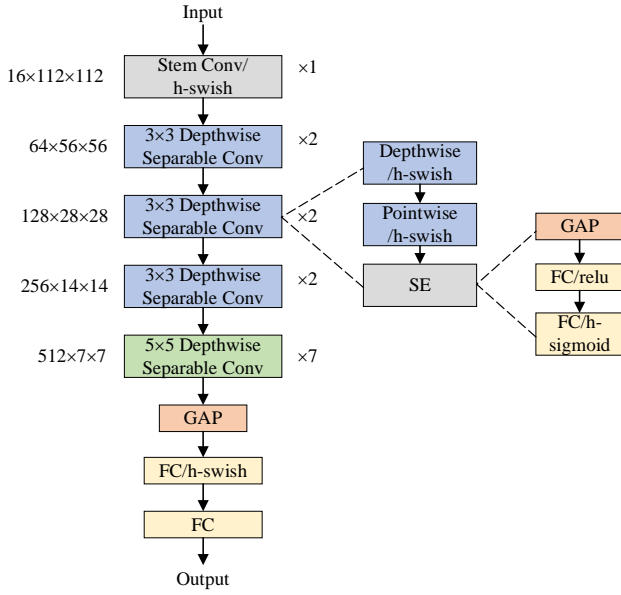 Input
16×112×112
Stem Conv/
h-swish
×1
64×56×56
3×3 Depthwise
Separable Conv
×2
128×28×28
3×3 Depthwise
Separable Conv
×2
256×14×14
3×3 Depthwise
Separable Conv
×2
512×7×7
5×5 Depthwise
Separable Conv
×7
GAP
FC/h-swish
FC
Output
Depthwise
/h-swish
Pointwise
/h-swish
SE
GAP
FC/relu
FC/h-
sigmoid